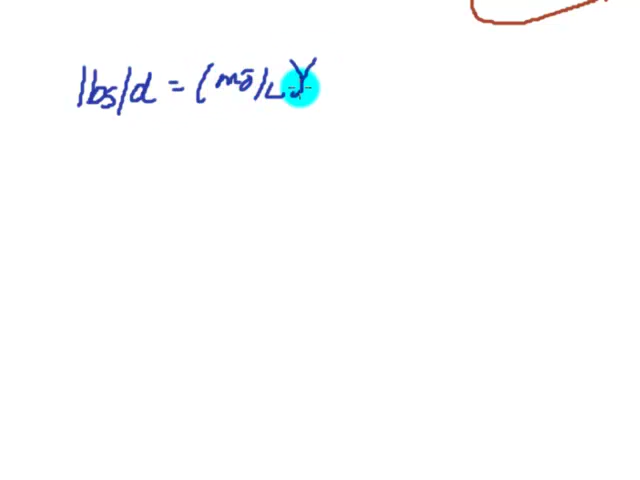 lbs/d = (mg/L)